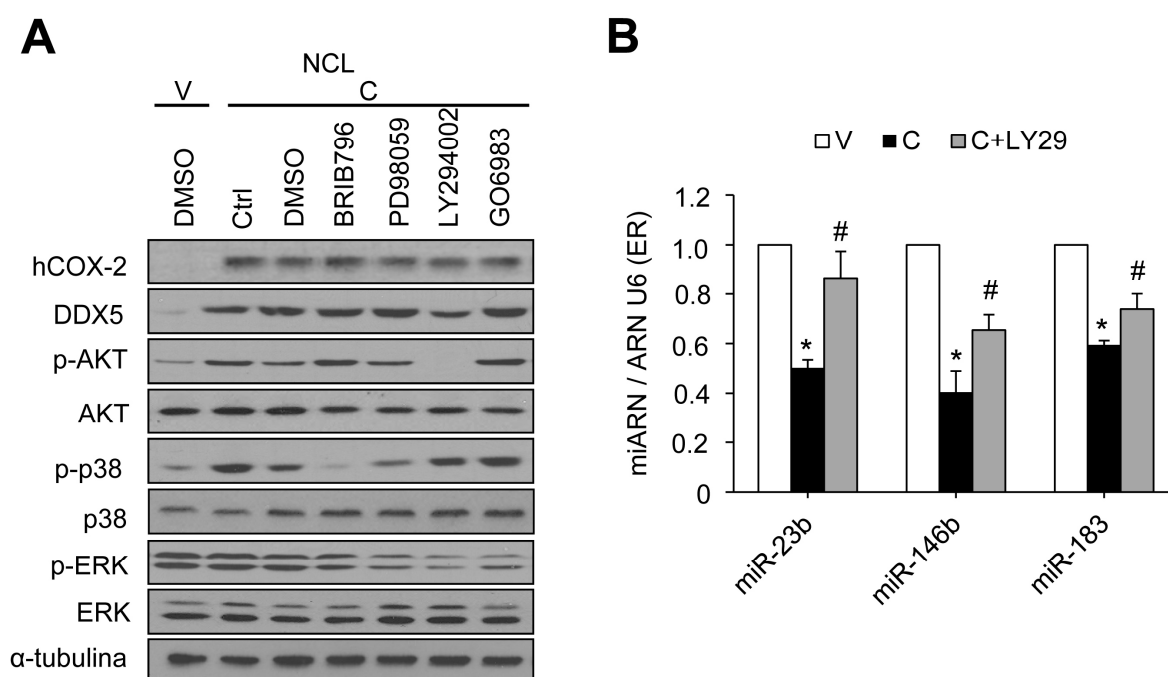 A
NCL
V C
DMSO
Ctrl
DMSO
BRIB796
PD98059
LY294002
GO6983
hCOX-2
DDX5
p-AKT
AKT
p-p38
p38
p-ERK
ERK
α-tubulina
B
V C C+LY29
miARN / ARN U6 (ER)
1.2
1.0
0.8
0.6
0.4
0.2
0
* #
* #
* #
miR-23b
miR-146b
miR-183